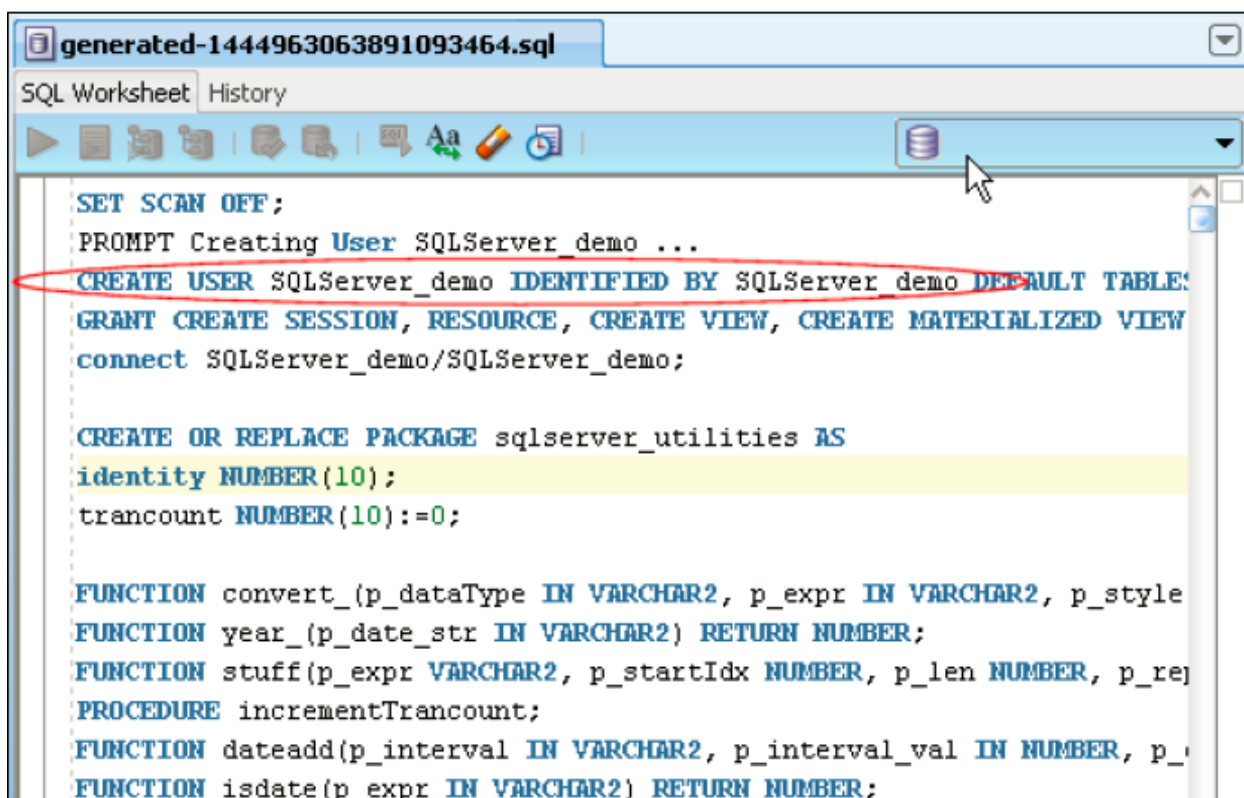 generated-1444963063891093464.sql
SQL Worksheet History
SET SCAN OFF;
PROMPT Creating User SQLServer_demo ...
CREATE USER SQLServer_demo IDENTIFIED BY SQLServer_demo DEFAULT TABLES
GRANT CREATE SESSION, RESOURCE, CREATE VIEW, CREATE MATERIALIZED VIEW
connect SQLServer_demo/SQLServer_demo;
CREATE OR REPLACE PACKAGE sqlserver_utilities AS
identity NUMBER(10);
trancount NUMBER(10):=0;
FUNCTION convert_(p_dataType IN VARCHAR2, p_expr IN VARCHAR2, p_style
FUNCTION year_(p_date_str IN VARCHAR2) RETURN NUMBER;
FUNCTION stuff(p_expr VARCHAR2, p_startIdx NUMBER, p_len NUMBER, p_rep
PROCEDURE incrementTrancount;
FUNCTION dateadd(p_interval IN VARCHAR2, p_interval_val IN NUMBER, p_
FUNCTION isdate(p_expr IN VARCHAR2) RETURN NUMBER;